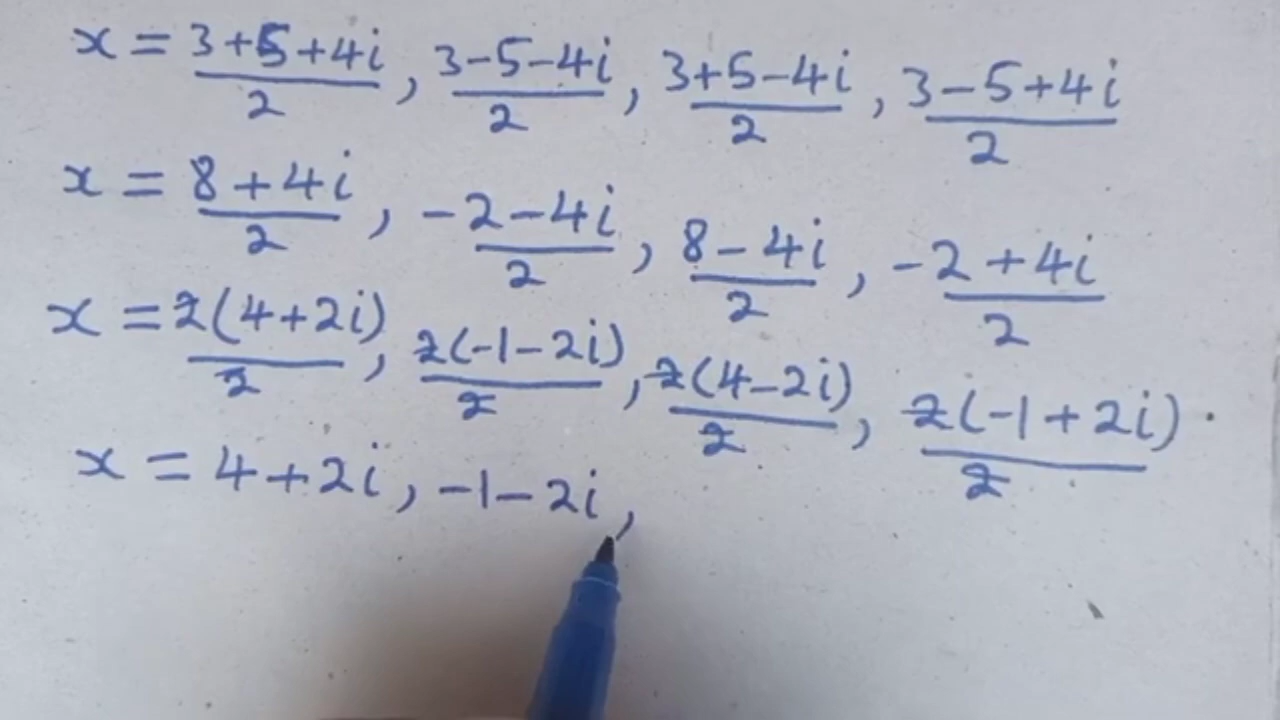 x = 3+5+4i/2, 3-5-4i/2, 3+5-4i/2, 3-5+4i/2
x = 8+4i/2, -2-4i/2, 8-4i/2, -2+4i/2
x = 2(4+2i)/2, 2(-1-2i)/2, 2(4-2i)/2, 2(-1+2i)/2.
x = 4+2i, -1-2i,